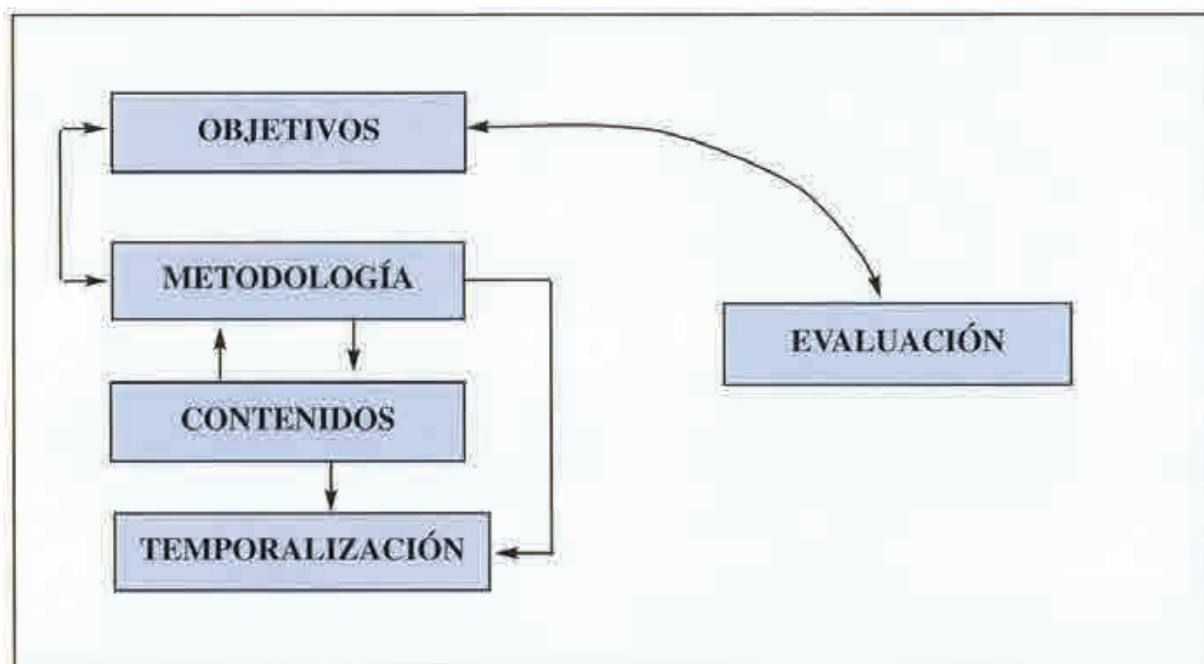 OBJETIVOS
METODOLOGÍA
EVALUACIÓN
CONTENIDOS
TEMPORALIZACIÓN